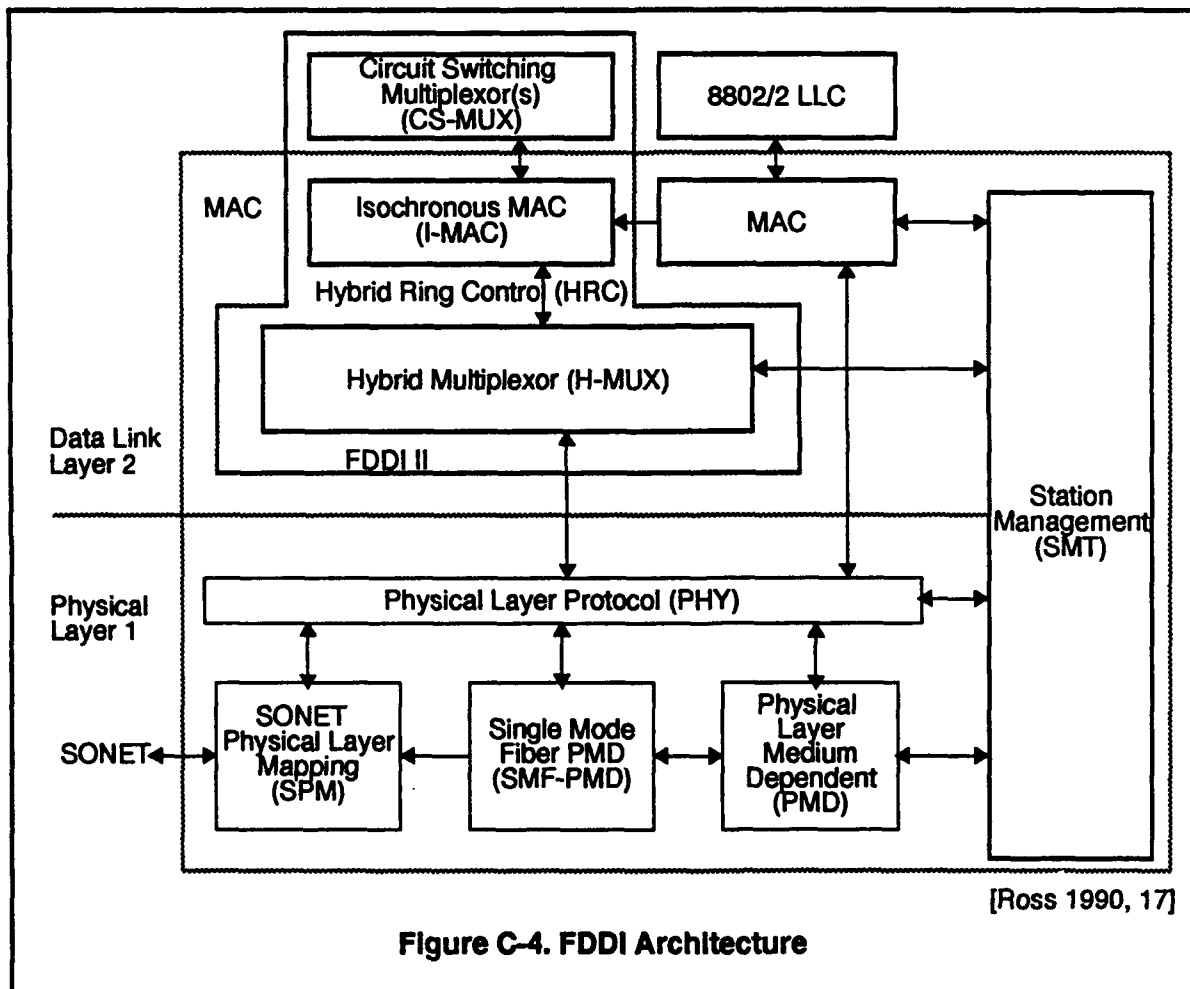 Circuit Switching
Multiplexor(s)
(CS-MUX)
8802/2 LLC
MAC
Isochronous MAC
(I-MAC)
MAC
Hybrid Ring Control (HRC)
Hybrid Multiplexor (H-MUX)
Data Link
Layer 2
FDDI II
Station
Management
(SMT)
Physical
Layer 1
Physical Layer Protocol (PHY)
SONET
SONET
Physical Layer
Mapping
(SPM)
Single Mode
Fiber PMD
(SMF-PMD)
Physical
Layer
Medium
Dependent
(PMD)
[Ross 1990, 17]
Figure C-4. FDDI Architecture